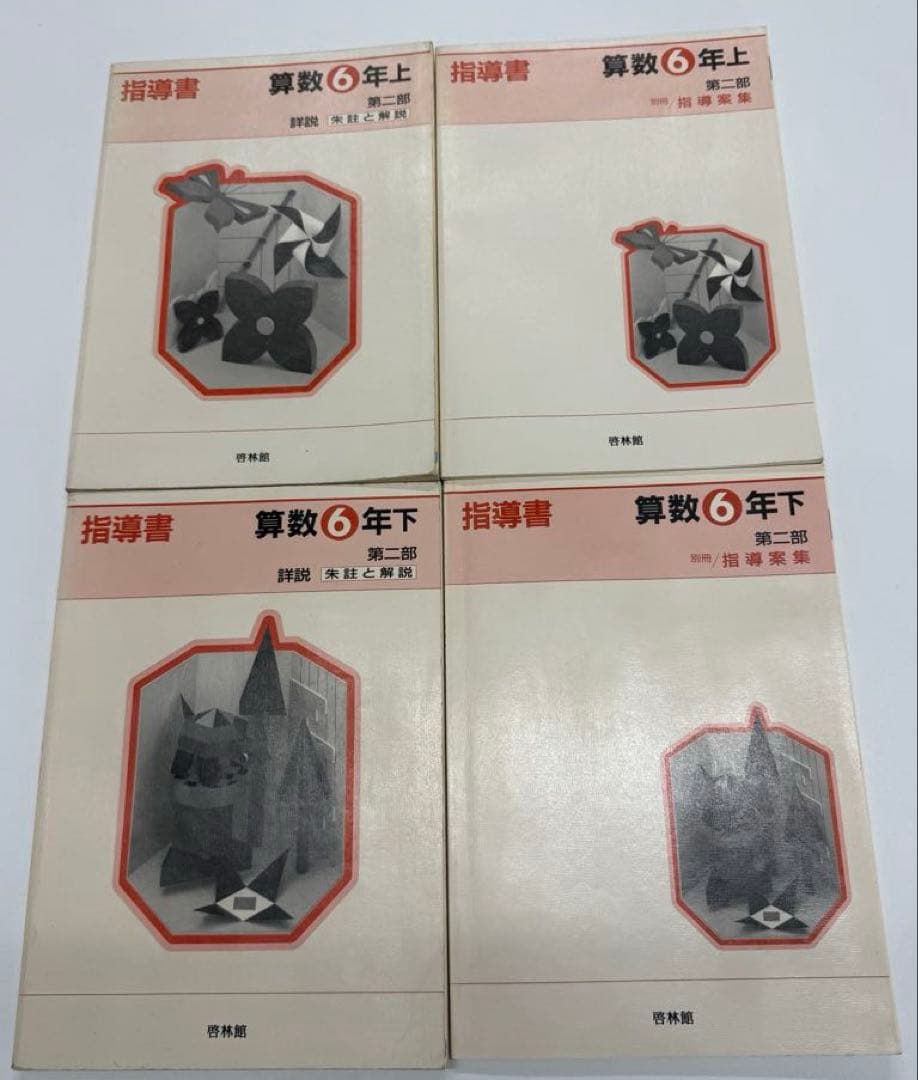 指導書
算数6年上
第二部
詳説 朱註と解説
啓林館
指導書
算数6年上
第二部
別冊/指導案集
啓林館
指導書
算数6年下
第二部
詳説 朱註と解説
啓林館
指導書
算数6年下
第二部
別冊/指導案集
啓林館